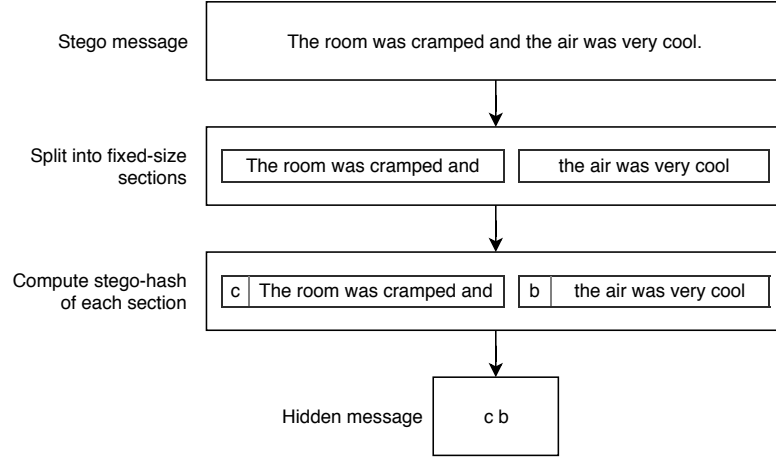 Stego message
The room was cramped and the air was very cool.
Split into fixed-size
sections
The room was cramped and
the air was very cool
Compute stego-hash
of each section
c
The room was cramped and
b
the air was very cool
Hidden message
c b